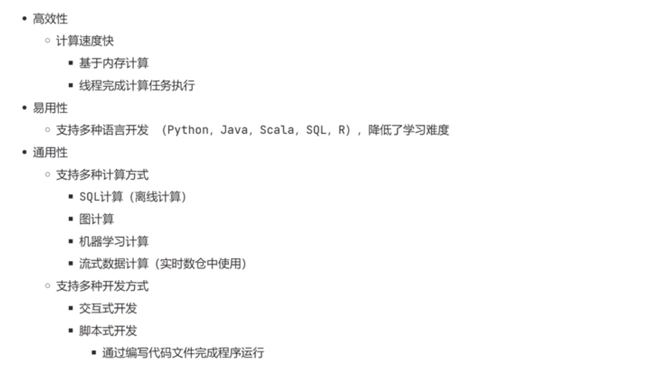 高效性
计算速度快
基于内存计算
线程完成计算任务执行
易用性
支持多种语言开发 （Python，Java，Scala，SQL，R），降低了学习难度
通用性
支持多种计算方式
SQL计算（离线计算）
图计算
机器学习计算
流式数据计算（实时数仓中使用）
支持多种开发方式
交互式开发
脚本式开发
通过编写代码文件完成程序运行